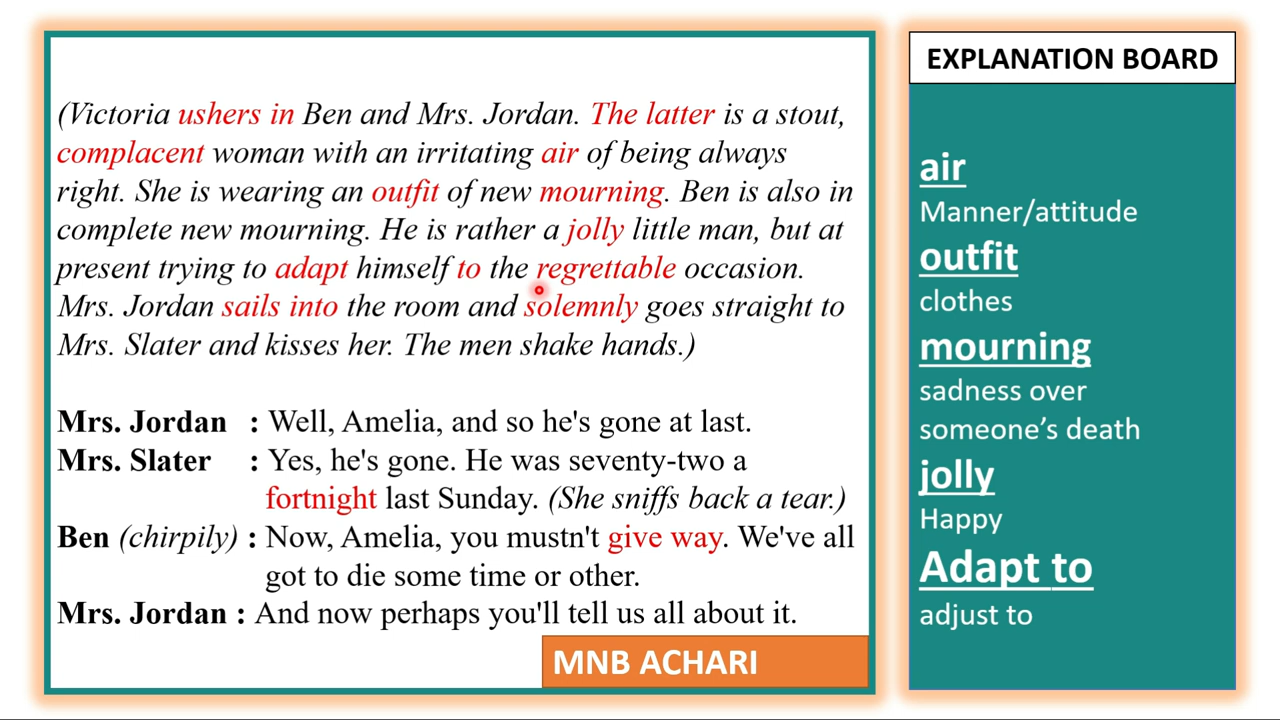 (Victoria ushers in Ben and Mrs. Jordan. The latter is a stout,
complacent woman with an irritating air of being always
right. She is wearing an outfit of new mourning. Ben is also in
complete new mourning. He is rather a jolly little man, but at
present trying to adapt himself to the regrettable occasion.
Mrs. Jordan sails into the room and solemnly goes straight to
Mrs. Slater and kisses her. The men shake hands.)
Mrs. Jordan : Well, Amelia, and so he's gone at last.
Mrs. Slater : Yes, he's gone. He was seventy-two a
fortnight last Sunday. (She sniffs back a tear.)
Ben (chirpily) : Now, Amelia, you mustn't give way. We've all
got to die some time or other.
Mrs. Jordan : And now perhaps you'll tell us all about it.
MNB ACHARI
EXPLANATION BOARD
air
Manner/attitude
outfit
clothes
mourning
sadness over
someone's death
jolly
Happy
Adapt to
adjust to